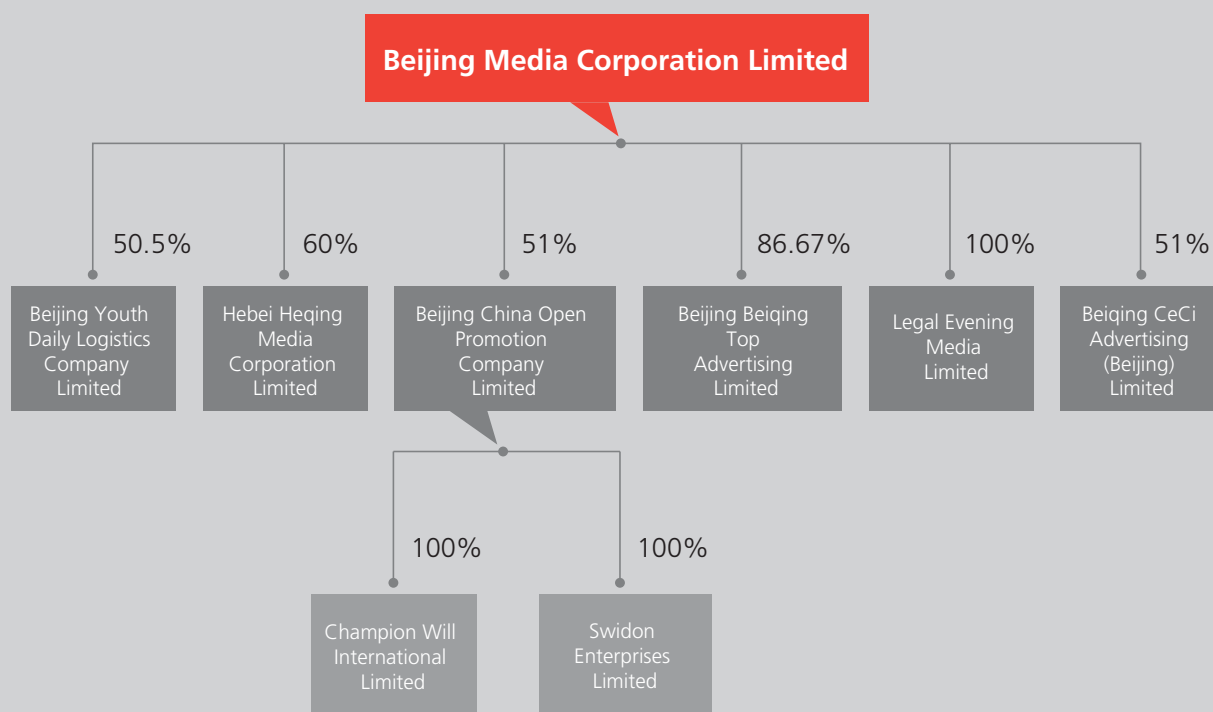 Beijing Media Corporation Limited
50.5%
60%
51%
86.67%
100%
51%
Beijing Youth
Daily Logistics
Company
Limited
Hebei Heqing
Media
Corporation
Limited
Beijing China Open
Promotion
Company
Limited
Beijing Beiqing
Top
Advertising
Limited
Legal Evening
Media
Limited
Beiqing CeCi
Advertising
(Beijing)
Limited
100%
100%
Champion Will
International
Limited
Swidon
Enterprises
Limited